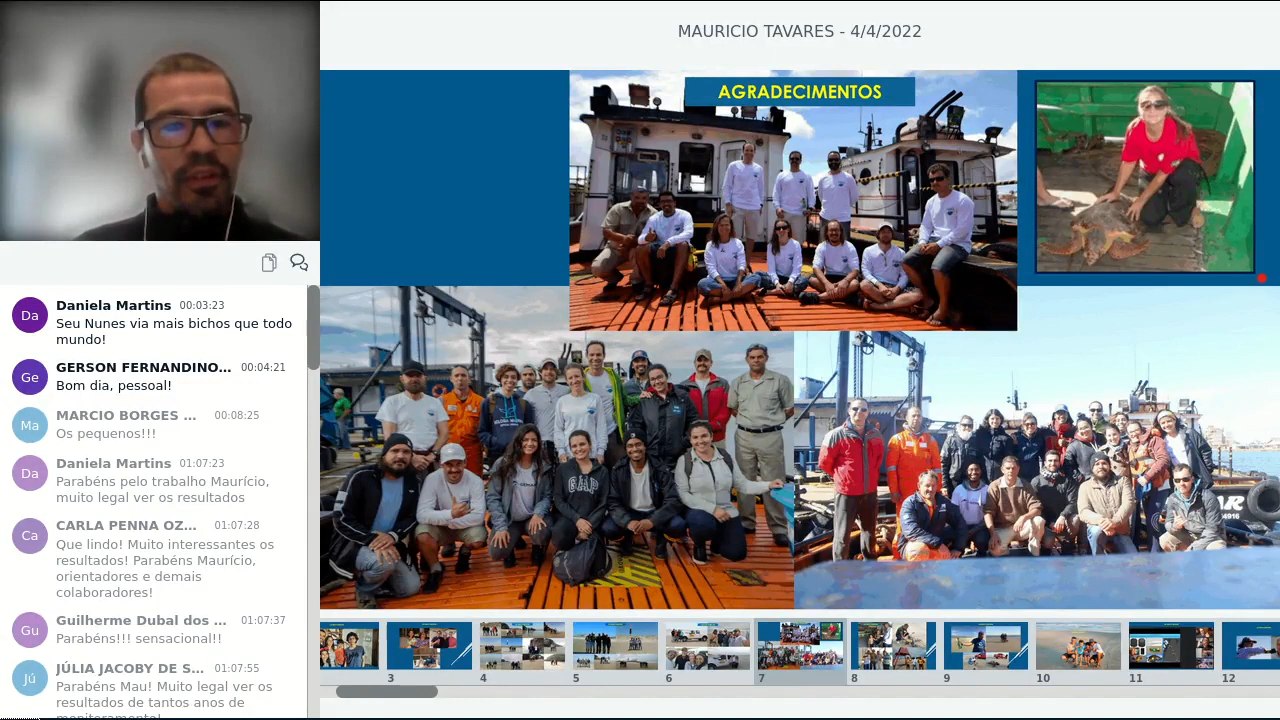 MAURICIO TAVARES - 4/4/2022
AGRADECIMENTOS
GAP
Da
Daniela Martins 00:03:23
Seu Nunes via mais bichos que todo
mundo!
Ge
GERSON FERNANDINO... 00:04:21
Bom dia, pessoal!
Ma
MARCIO BORGES ... 00:08:25
Os pequenos!!!
Da
Daniela Martins 01:07:23
Parabéns pelo trabalho Maurício,
muito legal ver os resultados
Ca
CARLA PENNA OZ... 01:07:28
Que lindo! Muito interessantes os
resultados! Parabéns Maurício,
orientadores e demais
colaboradores!
Gu
Guilherme Dubal dos ... 01:07:37
Parabéns!!! sensacional!!
Jú
JÚLIA JACOBY DE S... 01:07:55
Parabéns Mau! Muito legal ver os
resultados de tantos anos de
monitoramento!
3
4
5
6
7
8
9
10
11
12